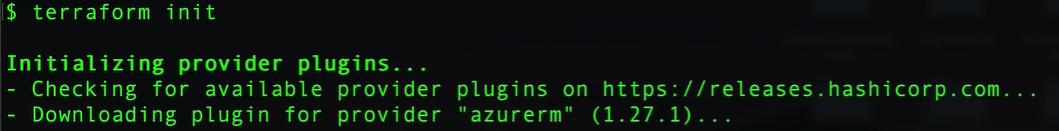 $ terraform init
Initializing provider plugins...
- Checking for available provider plugins on https://releases.hashicorp.com...
- Downloading plugin for provider "azurerm" (1.27.1)...